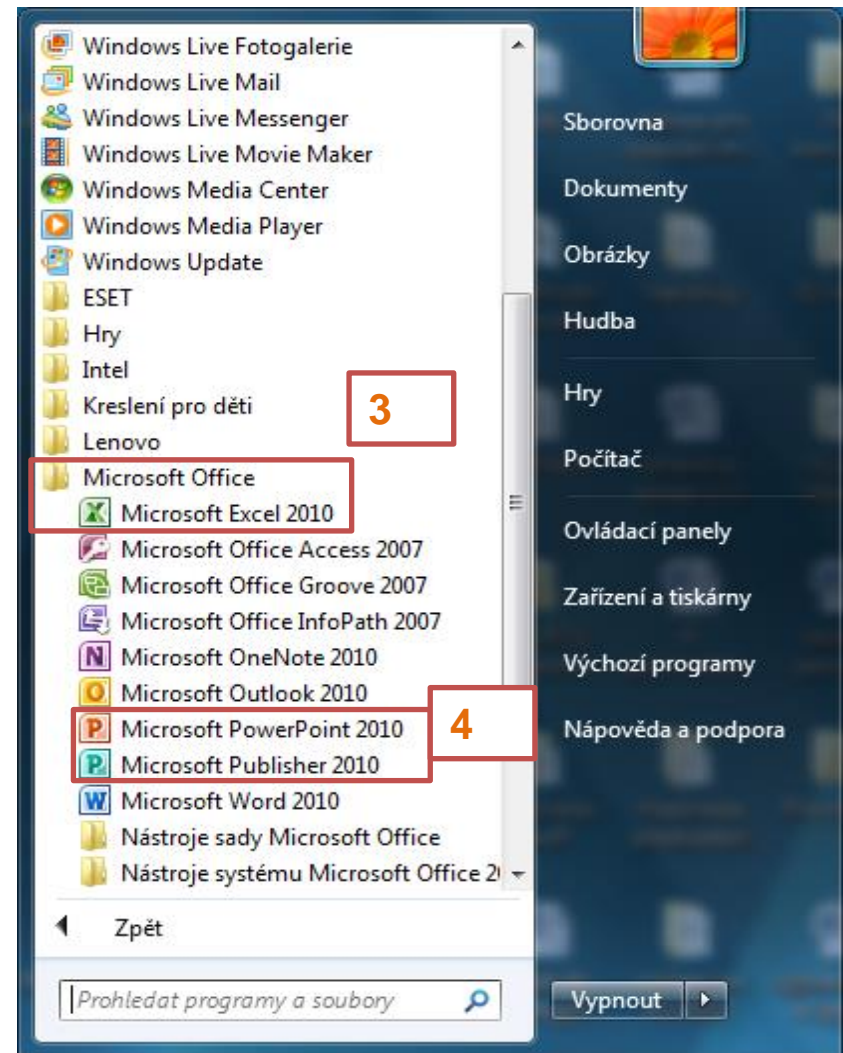 Windows Live Fotogalerie
Windows Live Mail
Windows Live Messenger
Windows Live Movie Maker
Windows Media Center
Windows Media Player
Windows Update
ESET
Hry
Intel
Kreslení pro děti
3
Lenovo
Microsoft Office
Microsoft Excel 2010
Microsoft Office Access 2007
Microsoft Office Groove 2007
Microsoft Office InfoPath 2007
Microsoft OneNote 2010
Microsoft Outlook 2010
Microsoft PowerPoint 2010
4
Microsoft Publisher 2010
Microsoft Word 2010
Nástroje sady Microsoft Office
Nástroje systému Microsoft Office 2
Zpět
Prohledat programy a soubory
Sborovna
Dokumenty
Obrázky
Hudba
Hry
Počítač
Ovládací panely
Zařízení a tiskárny
Výchozí programy
Nápověda a podpora
Vypnout